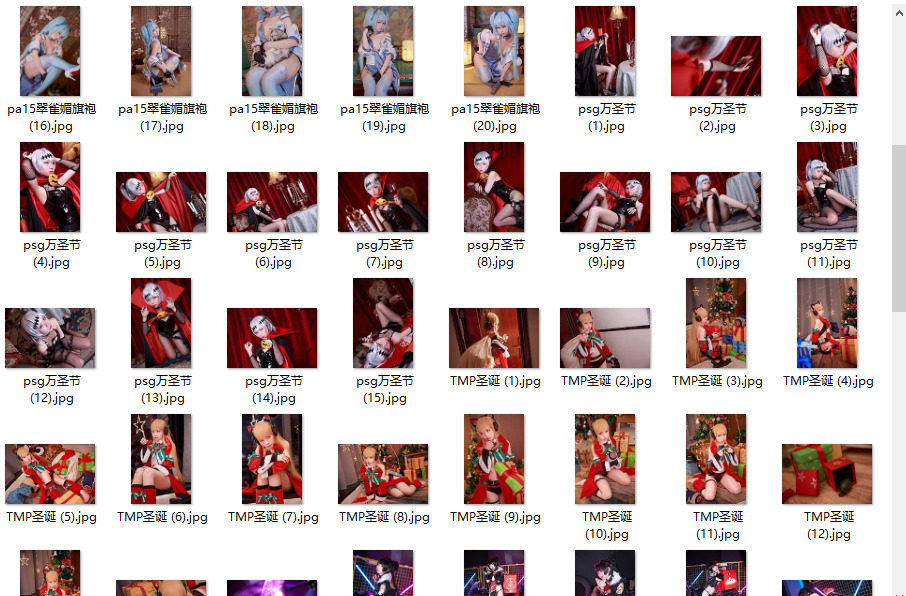 pa15翠雀媚旗袍 (16).jpg
pa15翠雀媚旗袍 (17).jpg
pa15翠雀媚旗袍 (18).jpg
pa15翠雀媚旗袍 (19).jpg
pa15翠雀媚旗袍 (20).jpg
psg万圣节 (1).jpg
psg万圣节 (2).jpg
psg万圣节 (3).jpg
psg万圣节 (4).jpg
psg万圣节 (5).jpg
psg万圣节 (6).jpg
psg万圣节 (7).jpg
psg万圣节 (8).jpg
psg万圣节 (9).jpg
psg万圣节 (10).jpg
psg万圣节 (11).jpg
psg万圣节 (12).jpg
psg万圣节 (13).jpg
psg万圣节 (14).jpg
psg万圣节 (15).jpg
TMP圣诞 (1).jpg
TMP圣诞 (2).jpg
TMP圣诞 (3).jpg
TMP圣诞 (4).jpg
TMP圣诞 (5).jpg
TMP圣诞 (6).jpg
TMP圣诞 (7).jpg
TMP圣诞 (8).jpg
TMP圣诞 (9).jpg
TMP圣诞 (10).jpg
TMP圣诞 (11).jpg
TMP圣诞 (12).jpg